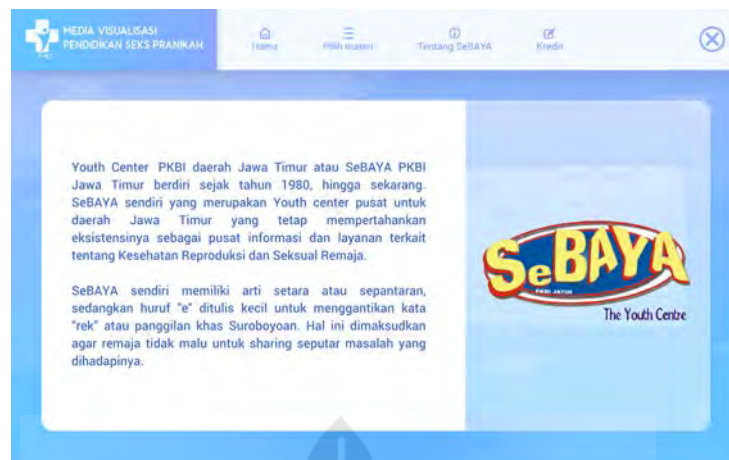 MEDIA VISUALISASI
PENDIDIKAN SEKS PRANIKAH
Home
Pilih materi
Tentang SeBAYA
Kredit
Youth Center PKBI daerah Jawa Timur atau SeBAYA PKBI
Jawa Timur berdiri sejak tahun 1980, hingga sekarang.
SeBAYA sendiri yang merupakan Youth center pusat untuk
daerah Jawa Timur yang tetap mempertahankan
eksistensinya sebagai pusat informasi dan layanan terkait
tentang Kesehatan Reproduksi dan Seksual Remaja.
SeBAYA sendiri memiliki arti setara atau sepantaran,
sedangkan huruf "e" ditulis kecil untuk menggantikan kata
"rek" atau panggilan khas Suroboyoan. Hal ini dimaksudkan
agar remaja tidak malu untuk sharing seputar masalah yang
dihadapinya.
SeBAYA
PKBI JATIM
The Youth Centre